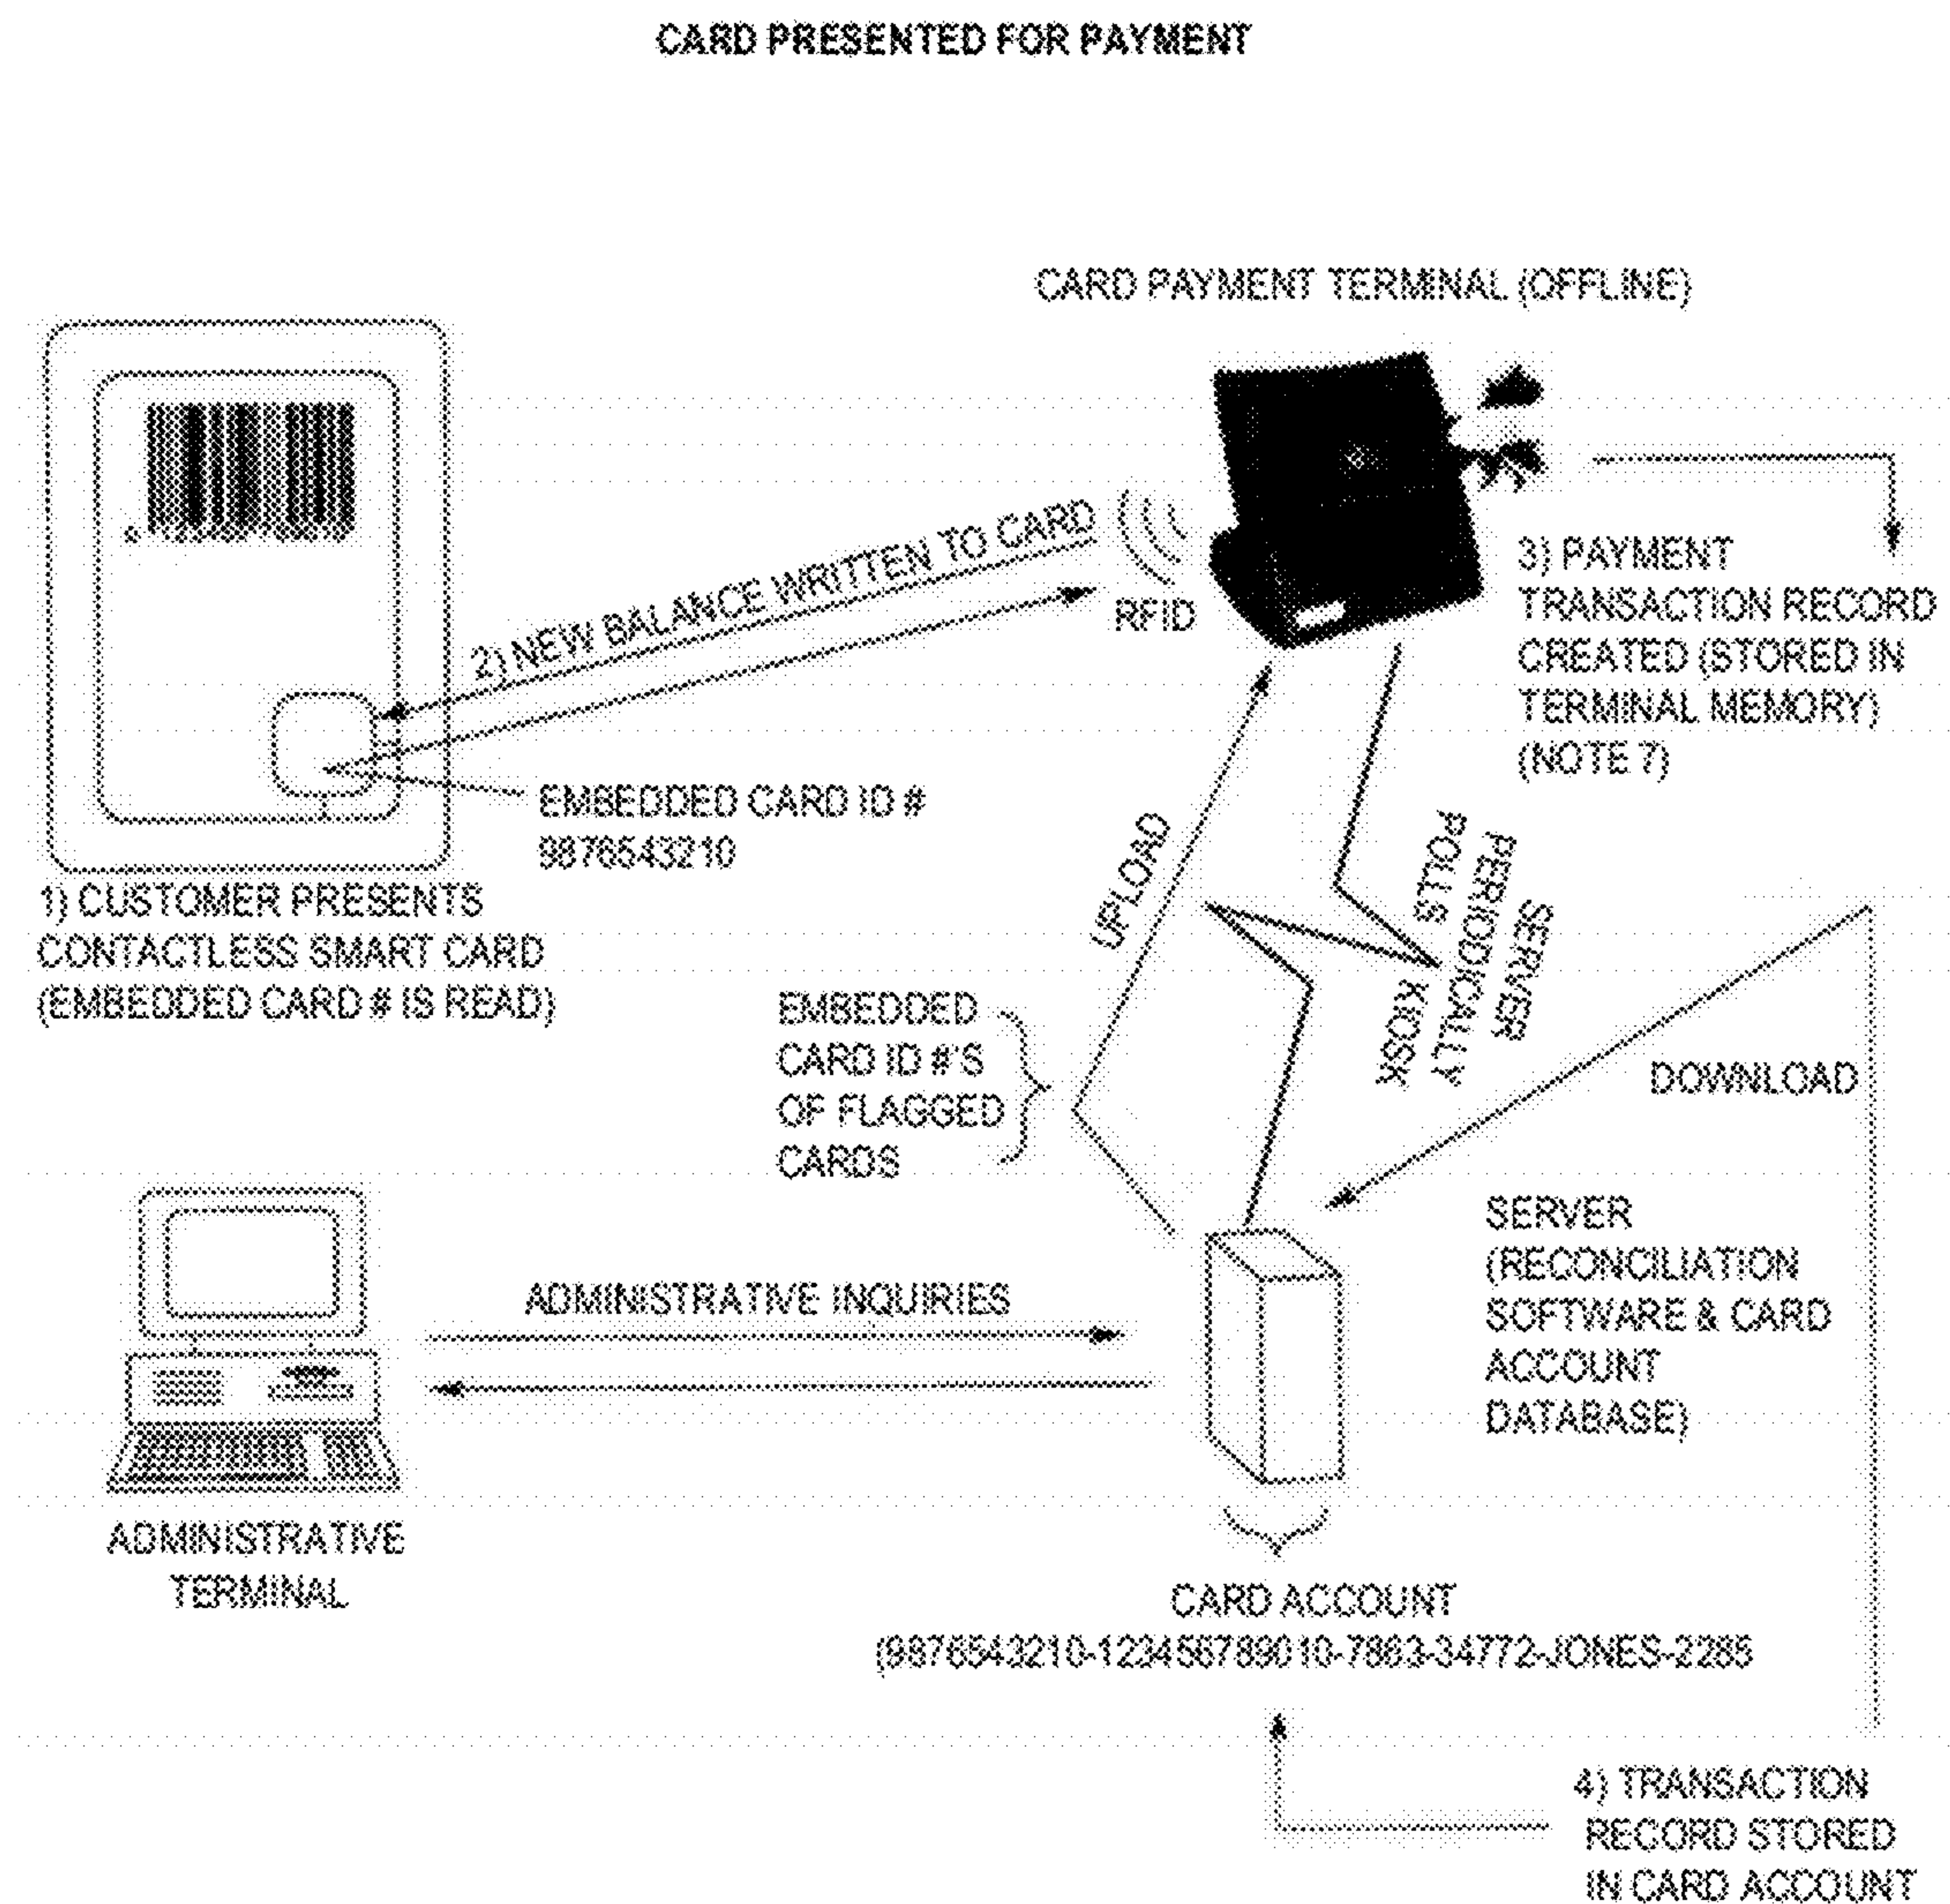 CARD PRESENTED FOR PAYMENT
CARD PAYMENT TERMINAL (OFFLINE)
2) NEW BALANCE WRITTEN TO CARD
RFID
3) PAYMENT
TRANSACTION RECORD
CREATED (STORED IN
TERMINAL MEMORY)
(NOTE 7)
EMBEDDED CARD ID #
9876543210
1) CUSTOMER PRESENTS
CONTACTLESS SMART CARD
(EMBEDDED CARD # IS READ)
UPLOAD
SERVER
PERIODICALLY
POLLS KIOSK
EMBEDDED
CARD ID #'S
OF FLAGGED
CARDS
DOWNLOAD
SERVER
(RECONCILIATION
SOFTWARE & CARD
ACCOUNT
DATABASE)
ADMINISTRATIVE INQUIRIES
ADMINISTRATIVE
TERMINAL
CARD ACCOUNT
(9876543210-123456789010-7863-34772-JONES-2285
4) TRANSACTION
RECORD STORED
IN CARD ACCOUNT